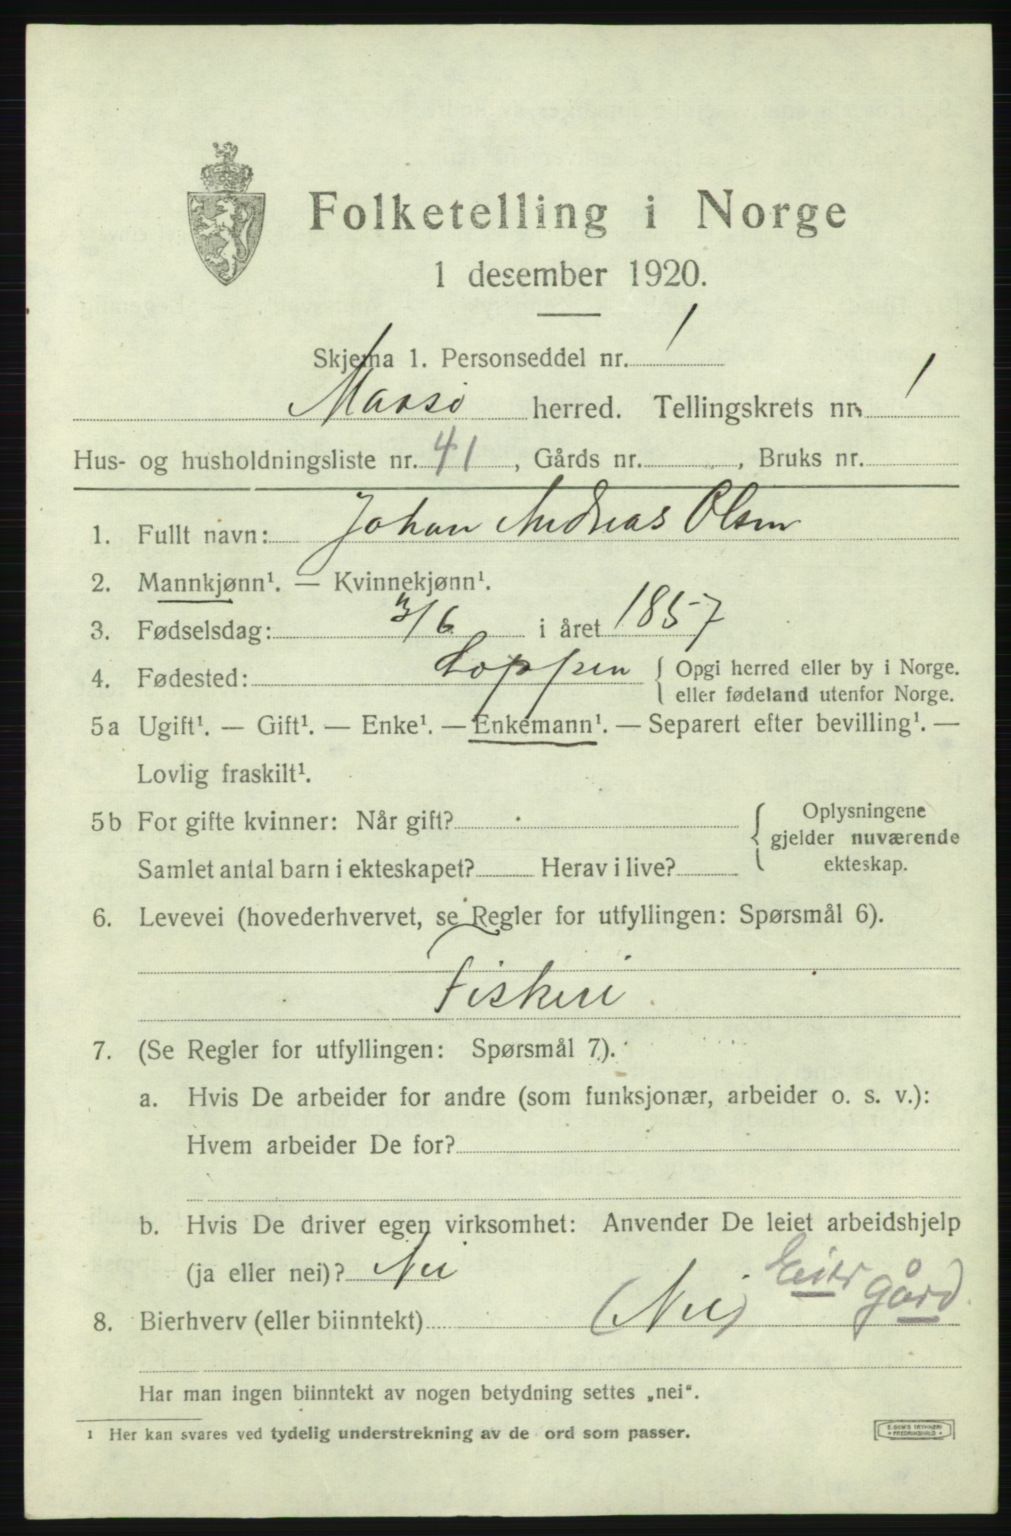 Folketelling i Norge
1 desember 1920.
Skjema 1. Personseddel nr. 1
Maasö herred. Tellingskrets nr. 1
Hus- og husholdningsliste nr. 41, Gårds nr. , Bruks nr.
1. Fullt navn: Johan Andreas Olsen
2. Mannkjønn¹. — Kvinnekjønn¹.
3. Fødselsdag: /6 i året 1857
4. Fødested: Loppen { Opgi herred eller by i Norge.
eller fødeland utenfor Norge.
5a Ugift¹. — Gift¹. — Enke¹. — Enkemann¹. — Separert efter bevilling¹. —
Lovlig fraskilt¹.
5b For gifte kvinner: Når gift?
Samlet antal barn i ekteskapet? Herav i live?
{ Oplysningene
gjelder nuværende
ekteskap.
6. Levevei (hovederhvervet, se Regler for utfyllingen: Spørsmål 6).
Fiskeri
7. (Se Regler for utfyllingen: Spørsmål 7).
a. Hvis De arbeider for andre (som funksjonær, arbeider o. s. v.):
Hvem arbeider De for?
b. Hvis De driver egen virksomhet: Anvender De leiet arbeidshjelp
(ja eller nei)? Nei
Eier gård
8. Bierhverv (eller biinntekt) (Nei)
Har man ingen biinntekt av nogen betydning settes „nei".
¹ Her kan svares ved tydelig understrekning av de ord som passer.